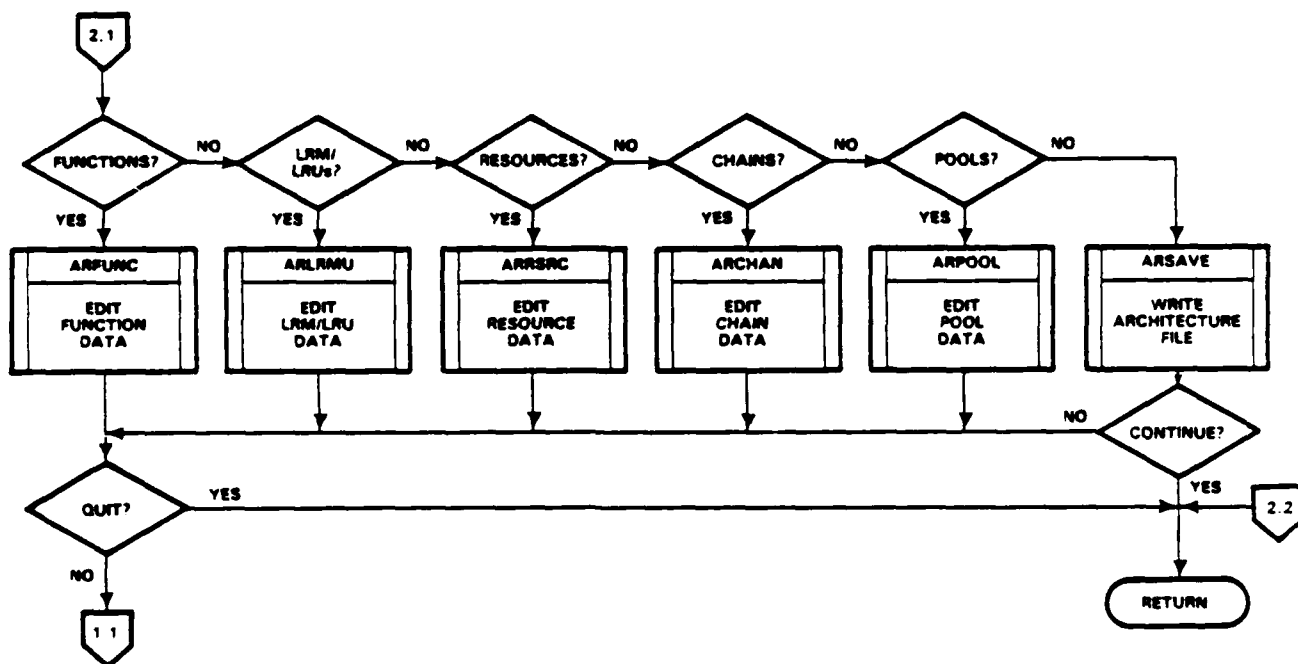 2.1
FUNCTIONS?
NO
LRM/
LRUs?
NO
RESOURCES?
NO
CHAINS?
NO
POOLS?
NO
YES
YES
YES
YES
YES
ARFUNC
EDIT
FUNCTION
DATA
ARLRMU
EDIT
LRM/LRU
DATA
ARRSRC
EDIT
RESOURCE
DATA
ARCHAN
EDIT
CHAIN
DATA
ARPOOL
EDIT
POOL
DATA
ARSAVE
WRITE
ARCHITECTURE
FILE
NO
CONTINUE?
QUIT?
YES
YES
2.2
NO
RETURN
1 1